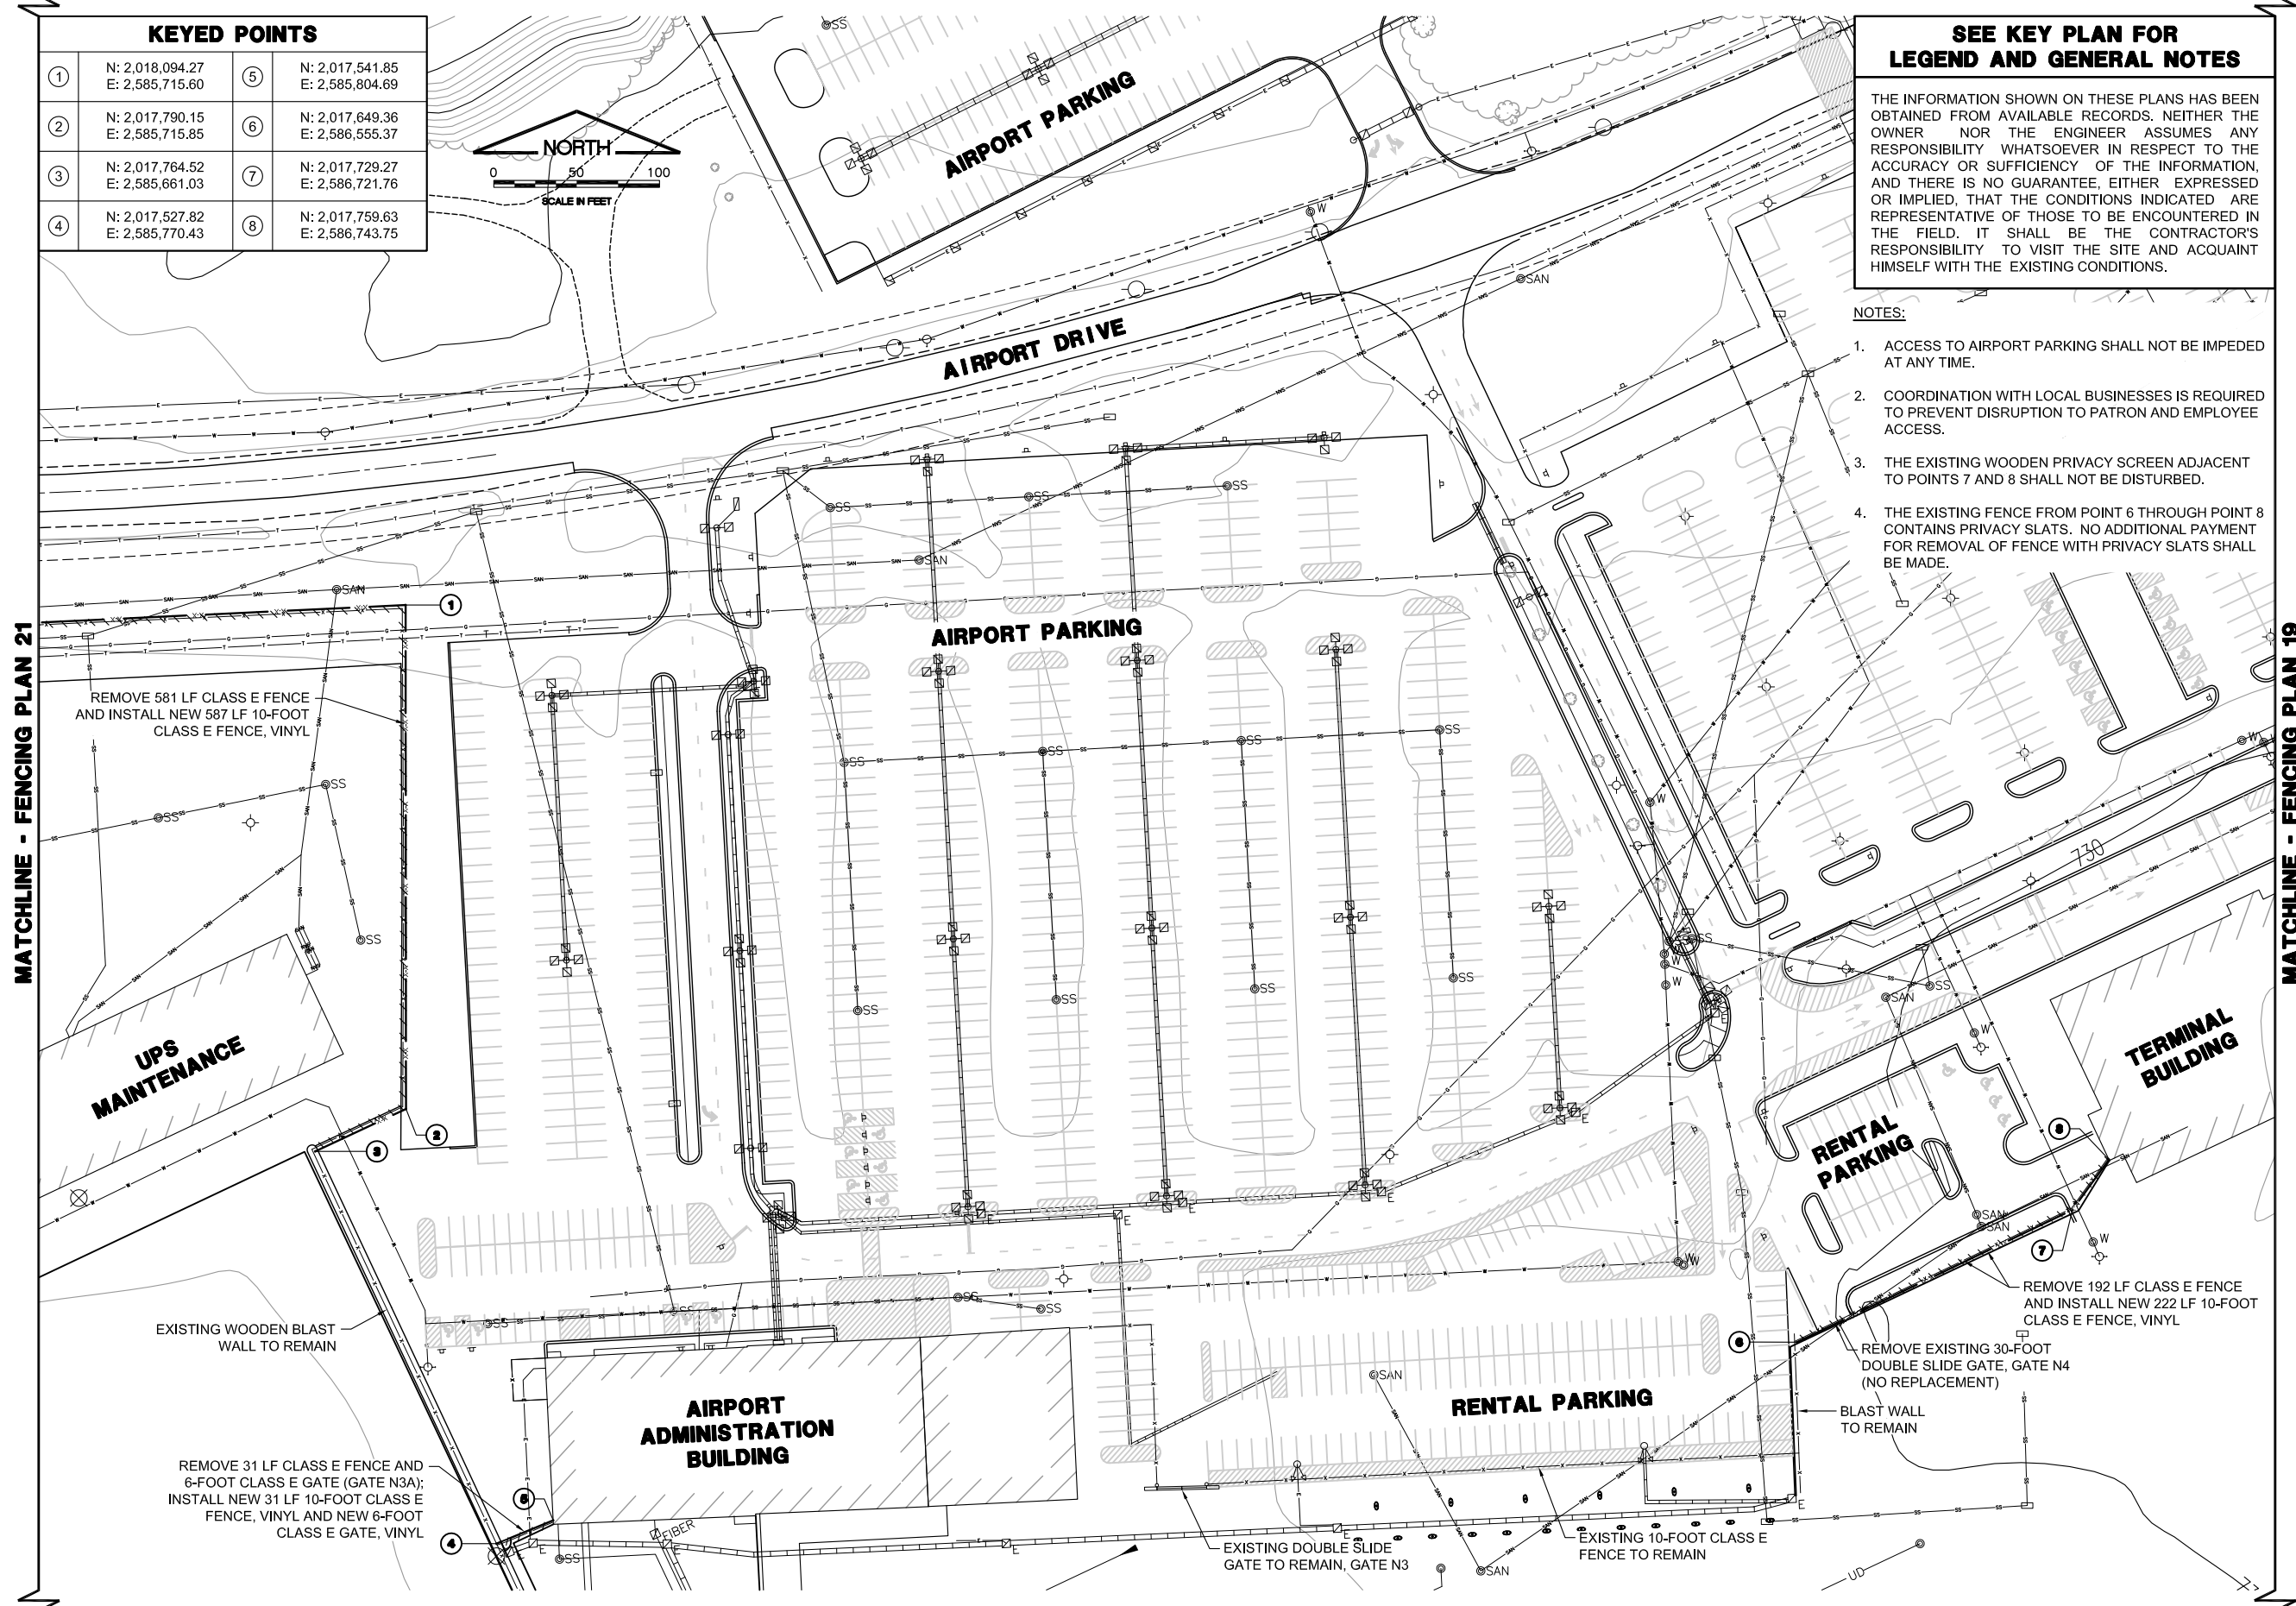 KEYED POINTS
1 N: 2,018,094.27 5 N: 2,017,541.85
E: 2,585,715.60 E: 2,585,804.69
2 N: 2,017,790.15 6 N: 2,017,649.36
E: 2,585,715.85 E: 2,586,555.37
3 N: 2,017,764.52 7 N: 2,017,729.27
E: 2,585,661.03 E: 2,586,721.76
4 N: 2,017,527.82 8 N: 2,017,759.63
E: 2,585,770.43 E: 2,586,743.75
NORTH
0 50 100
SCALE IN FEET
SEE KEY PLAN FOR
LEGEND AND GENERAL NOTES
THE INFORMATION SHOWN ON THESE PLANS HAS BEEN
OBTAINED FROM AVAILABLE RECORDS. NEITHER THE
OWNER NOR THE ENGINEER ASSUMES ANY
RESPONSIBILITY WHATSOEVER IN RESPECT TO THE
ACCURACY OR SUFFICIENCY OF THE INFORMATION,
AND THERE IS NO GUARANTEE, EITHER EXPRESSED
OR IMPLIED, THAT THE CONDITIONS INDICATED ARE
REPRESENTATIVE OF THOSE TO BE ENCOUNTERED IN
THE FIELD. IT SHALL BE THE CONTRACTOR'S
RESPONSIBILITY TO VISIT THE SITE AND ACQUAINT
HIMSELF WITH THE EXISTING CONDITIONS.
NOTES:
1. ACCESS TO AIRPORT PARKING SHALL NOT BE IMPEDED
AT ANY TIME.
2. COORDINATION WITH LOCAL BUSINESSES IS REQUIRED
TO PREVENT DISRUPTION TO PATRON AND EMPLOYEE
ACCESS.
3. THE EXISTING WOODEN PRIVACY SCREEN ADJACENT
TO POINTS 7 AND 8 SHALL NOT BE DISTURBED.
4. THE EXISTING FENCE FROM POINT 6 THROUGH POINT 8
CONTAINS PRIVACY SLATS. NO ADDITIONAL PAYMENT
FOR REMOVAL OF FENCE WITH PRIVACY SLATS SHALL
BE MADE.
AIRPORT PARKING
AIRPORT DRIVE
AIRPORT PARKING
MATCHLINE - FENCING PLAN 21
MATCHLINE - FENCING PLAN 19
1
REMOVE 581 LF CLASS E FENCE
AND INSTALL NEW 587 LF 10-FOOT
CLASS E FENCE, VINYL
UPS
MAINTENANCE
2
3
730
TERMINAL
BUILDING
RENTAL
PARKING
8
7
REMOVE 192 LF CLASS E FENCE
AND INSTALL NEW 222 LF 10-FOOT
CLASS E FENCE, VINYL
6
REMOVE EXISTING 30-FOOT
DOUBLE SLIDE GATE, GATE N4
(NO REPLACEMENT)
BLAST WALL
TO REMAIN
EXISTING WOODEN BLAST
WALL TO REMAIN
AIRPORT
ADMINISTRATION
BUILDING
RENTAL PARKING
REMOVE 31 LF CLASS E FENCE AND
6-FOOT CLASS E GATE (GATE N3A);
INSTALL NEW 31 LF 10-FOOT CLASS E
FENCE, VINYL AND NEW 6-FOOT
CLASS E GATE, VINYL
5
4
FIBER
EXISTING DOUBLE SLIDE
GATE TO REMAIN, GATE N3
EXISTING 10-FOOT CLASS E
FENCE TO REMAIN
UD